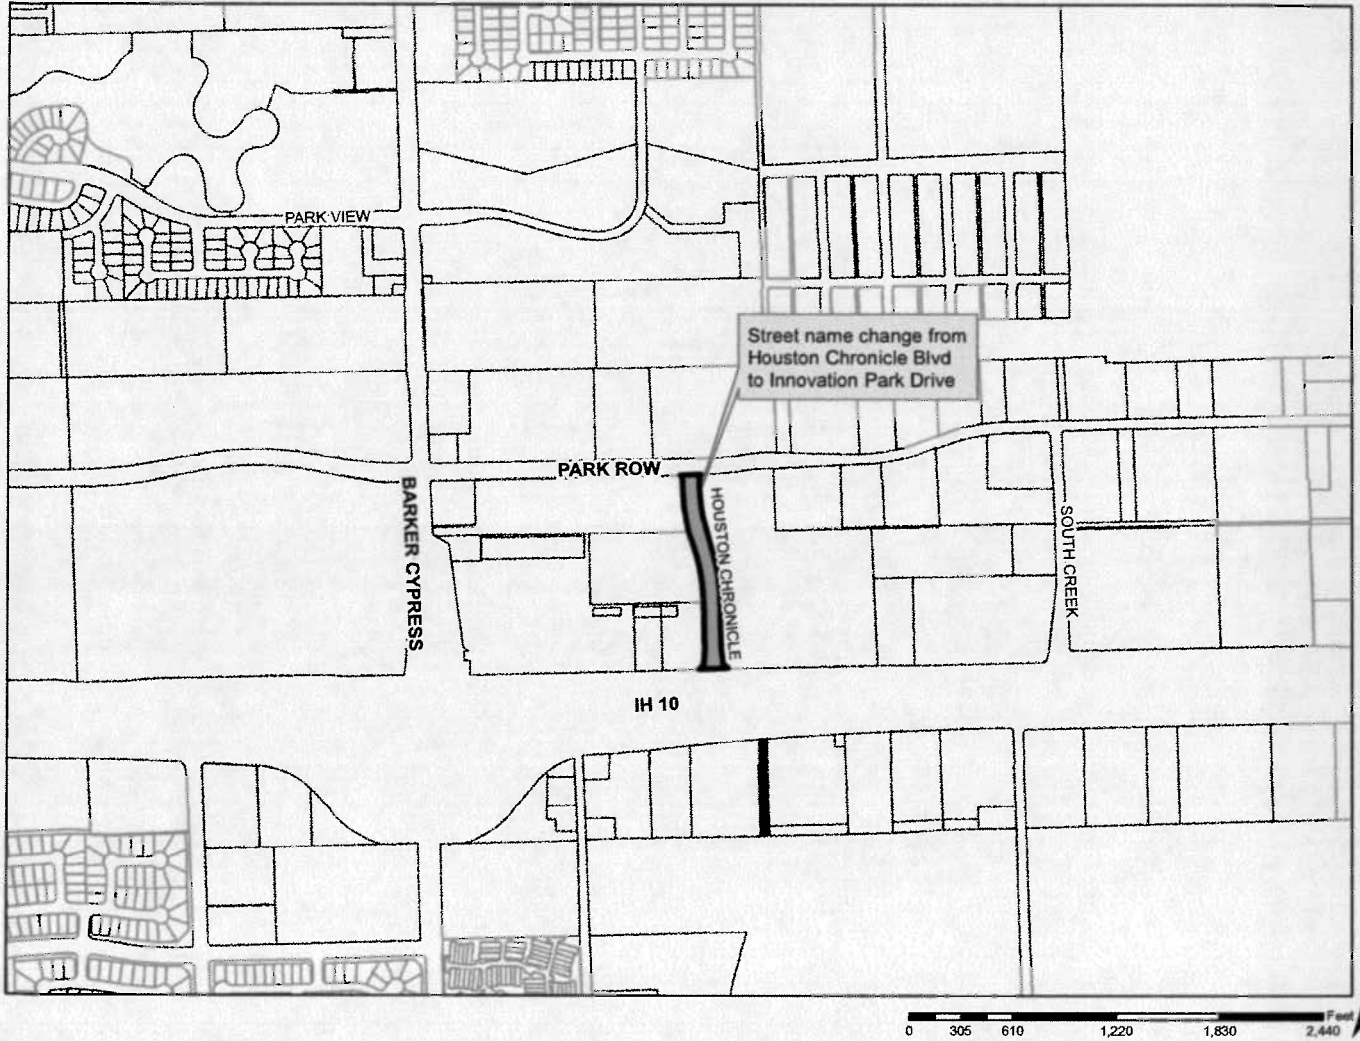 PARK VIEW
Street name change from
Houston Chronicle Blvd
to Innovation Park Drive
PARK ROW
BARKER CYPRESS
HOUSTON CHRONICLE
SOUTH CREEK
IH 10
Feet
0 305 610 1,220 1,830 2,440